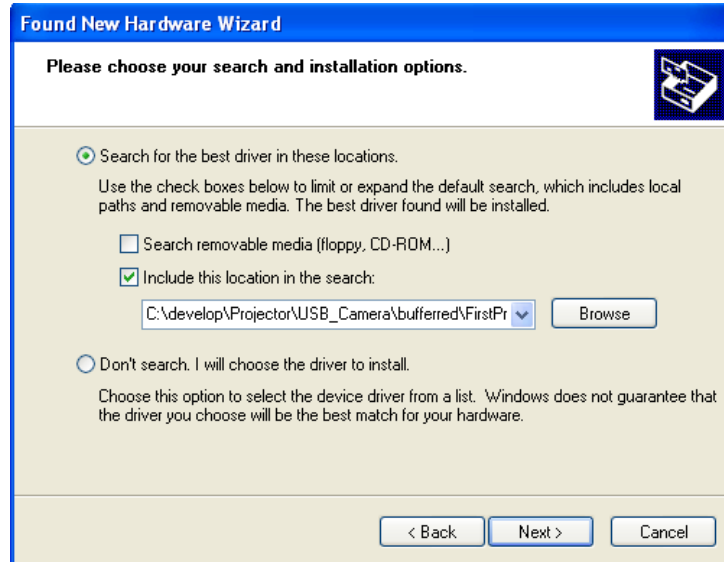 Found New Hardware Wizard
Please choose your search and installation options.
Search for the best driver in these locations.
Use the check boxes below to limit or expand the default search, which includes local
paths and removable media. The best driver found will be installed.
Search removable media (floppy, CD-ROM...)
Include this location in the search:
C:\develop\Projector\USB_Camera\bufferred\FirstPr
Browse
Don't search. I will choose the driver to install.
Choose this option to select the device driver from a list. Windows does not guarantee that
the driver you choose will be the best match for your hardware.
< Back Next > Cancel